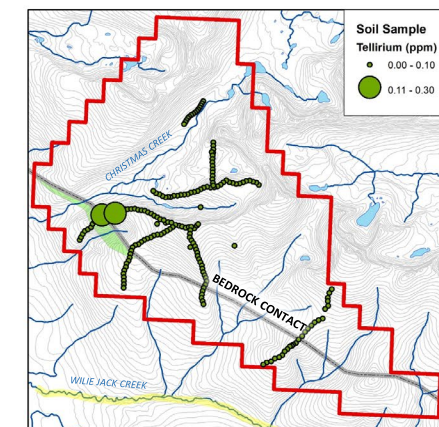 Soil Sample
Tellirium (ppm)
0.00 - 0.10
0.11 - 0.30
CHRISTMAS CREEK
BEDROCK CONTACT
WILIE JACK CREEK